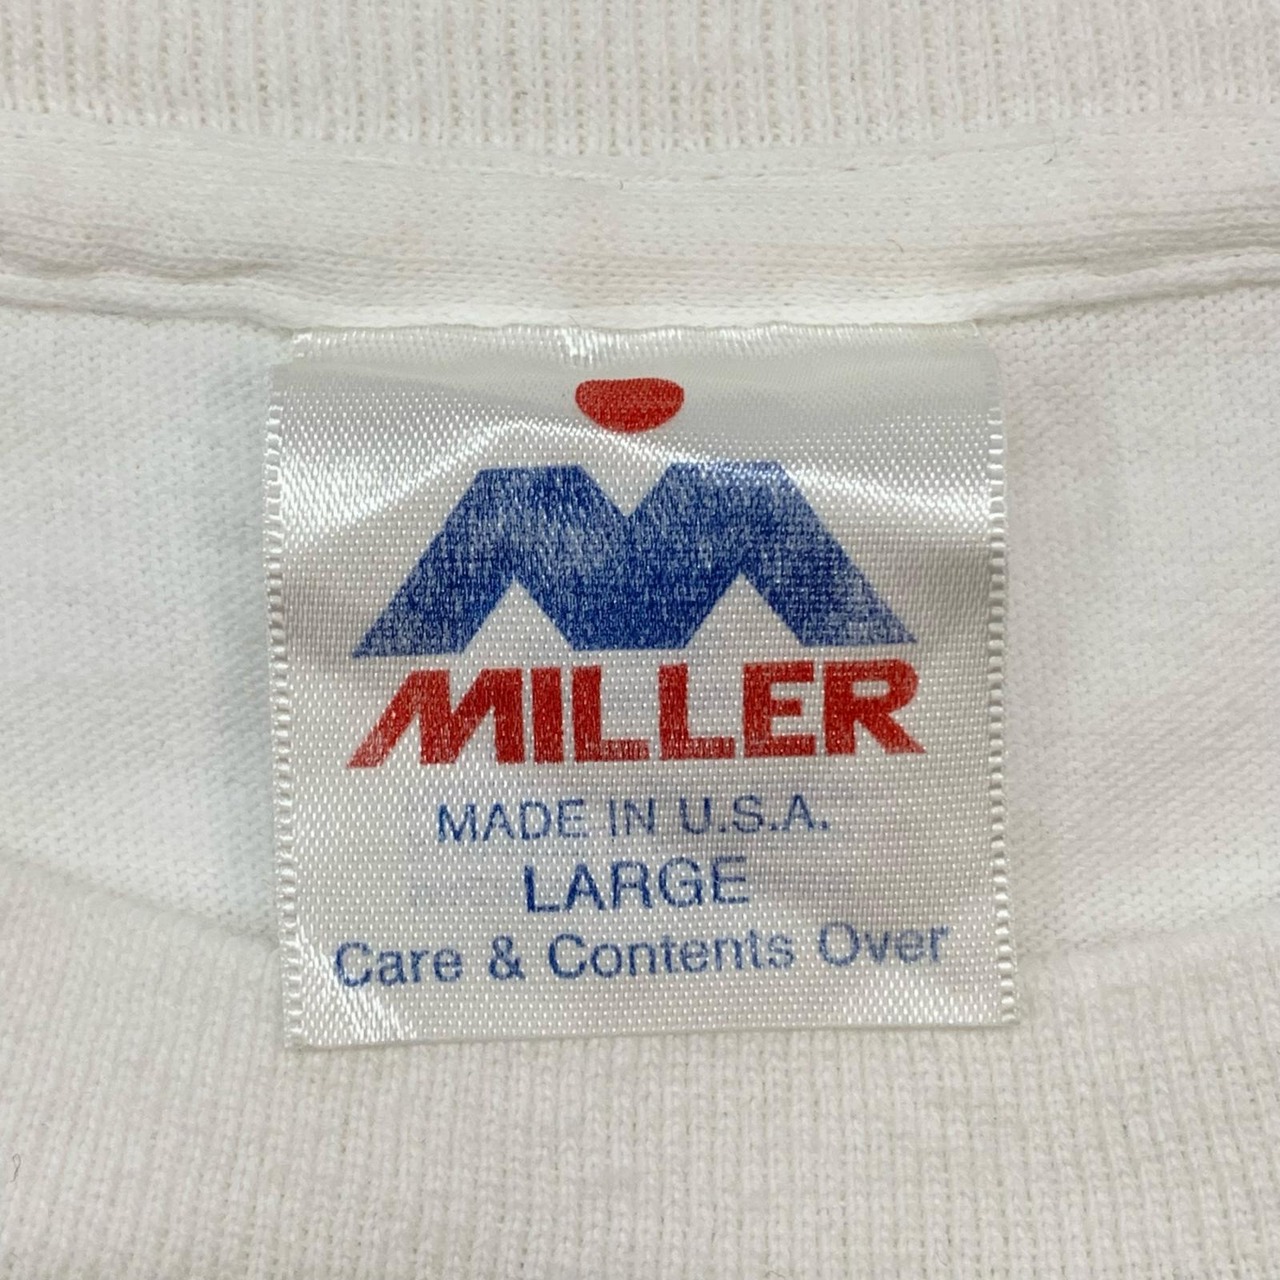 MILLER
MADE IN U.S.A.
LARGE
Care & Contents Over